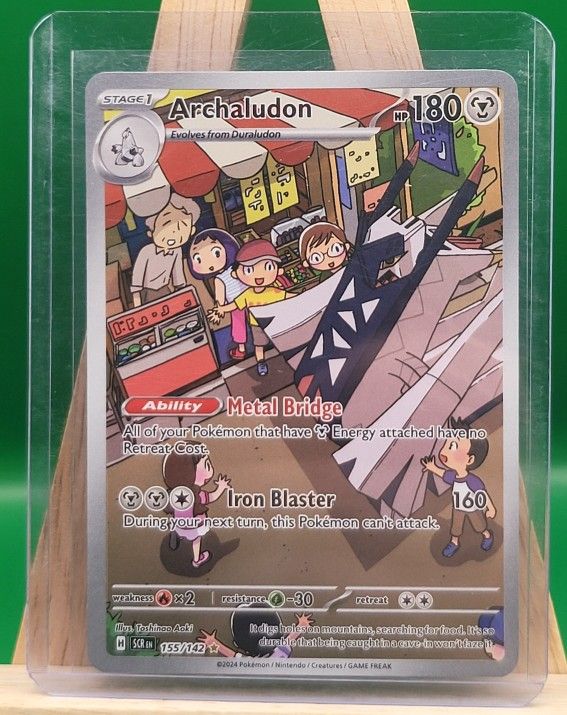 STAGE 1
Archaludon
HP 180
Evolves from Duraludon
Ability Metal Bridge
All of your Pokémon that have Energy attached have no
Retreat Cost.
Iron Blaster 160
During your next turn, this Pokémon can't attack.
weakness ×2 resistance -30 retreat
Illus. Toshinao Aoki
It digs holes on mountains, searching for food. It's so
durable that being caught in a cave-in won't faze it.
H SCR EN 155/142
©2024 Pokémon / Nintendo / Creatures / GAME FREAK